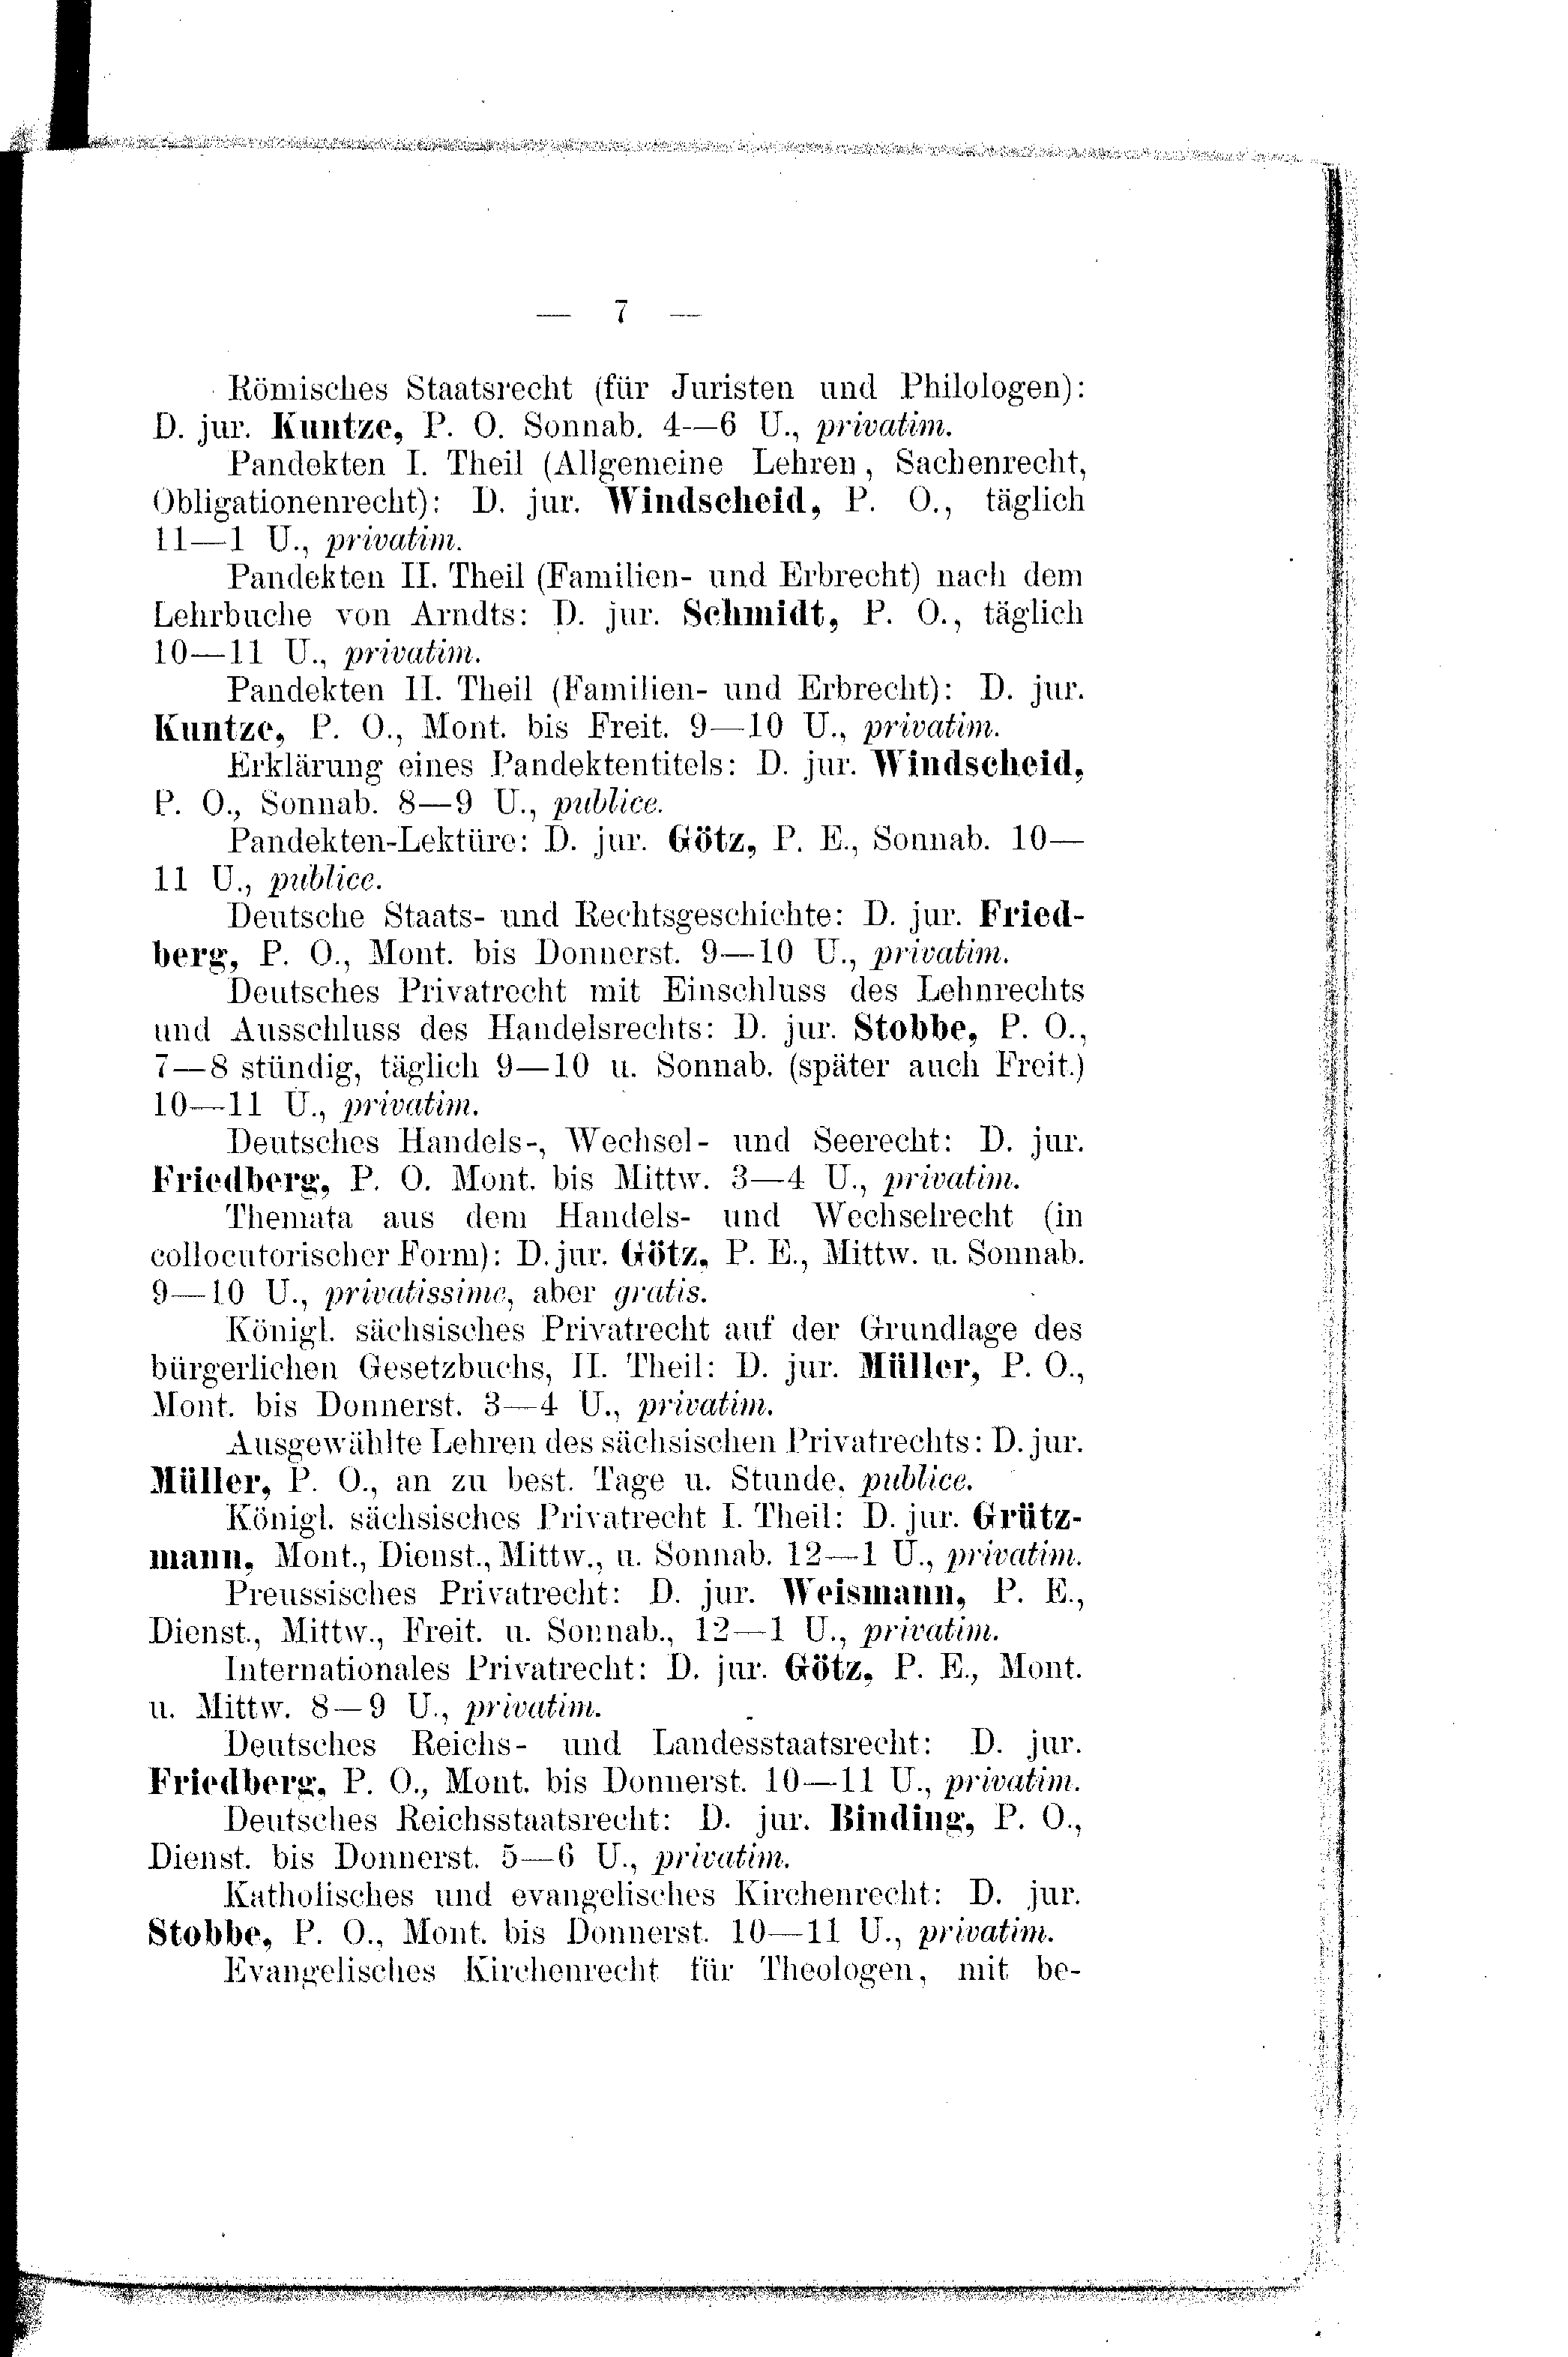 — 7 —
Römisches Staatsrecht (für Juristen und Philologen):
D. jur. Kuntze, P. O. Sonnab. 4—6 U., privatim.
Pandekten I. Theil (Allgemeine Lehren, Sachenrecht,
Obligationenrecht): D. jur. Windscheid, P. O., täglich
11—1 U., privatim.
Pandekten II. Theil (Familien- und Erbrecht) nach dem
Lehrbuche von Arndts: D. jur. Schmidt, P. O., täglich
10—11 U., privatim.
Pandekten II. Theil (Familien- und Erbrecht): D. jur.
Kuntze, P. O., Mont. bis Freit. 9—10 U., privatim.
Erklärung eines Pandektentitels: D. jur. Windscheid,
P. O., Sonnab. 8—9 U., publice.
Pandekten-Lektüre: D. jur. Götz, P. E., Sonnab. 10—
11 U., publice.
Deutsche Staats- und Rechtsgeschichte: D. jur. Fried-
berg, P. O., Mont. bis Donnerst. 9—10 U., privatim.
Deutsches Privatrecht mit Einschluss des Lehnrechts
und Ausschluss des Handelsrechts: D. jur. Stobbe, P. O.,
7—8 stündig, täglich 9—10 u. Sonnab. (später auch Freit.)
10—11 U., privatim.
Deutsches Handels-, Wechsel- und Seerecht: D. jur.
Friedberg, P. O. Mont. bis Mittw. 3—4 U., privatim.
Themata aus dem Handels- und Wechselrecht (in
collocutorischer Form): D. jur. Götz, P. E., Mittw. u. Sonnab.
9—10 U., privatissime, aber gratis.
Königl. sächsisches Privatrecht auf der Grundlage des
bürgerlichen Gesetzbuchs, II. Theil: D. jur. Müller, P. O.,
Mont. bis Donnerst. 3—4 U., privatim.
Ausgewählte Lehren des sächsischen Privatrechts: D. jur.
Müller, P. O., an zu best. Tage u. Stunde, publice.
Königl. sächsisches Privatrecht I. Theil: D. jur. Grütz-
mann, Mont., Dienst., Mittw., u. Sonnab. 12—1 U., privatim.
Preussisches Privatrecht: D. jur. Weismann, P. E.,
Dienst., Mittw., Freit. u. Sonnab., 12—1 U., privatim.
Internationales Privatrecht: D. jur. Götz, P. E., Mont.
u. Mittw. 8—9 U., privatim.
Deutsches Reichs- und Landesstaatsrecht: D. jur.
Friedberg, P. O., Mont. bis Donnerst. 10—11 U., privatim.
Deutsches Reichsstaatsrecht: D. jur. Binding, P. O.,
Dienst. bis Donnerst. 5—6 U., privatim.
Katholisches und evangelisches Kirchenrecht: D. jur.
Stobbe, P. O., Mont. bis Donnerst. 10—11 U., privatim.
Evangelisches Kirchenrecht für Theologen, mit be-